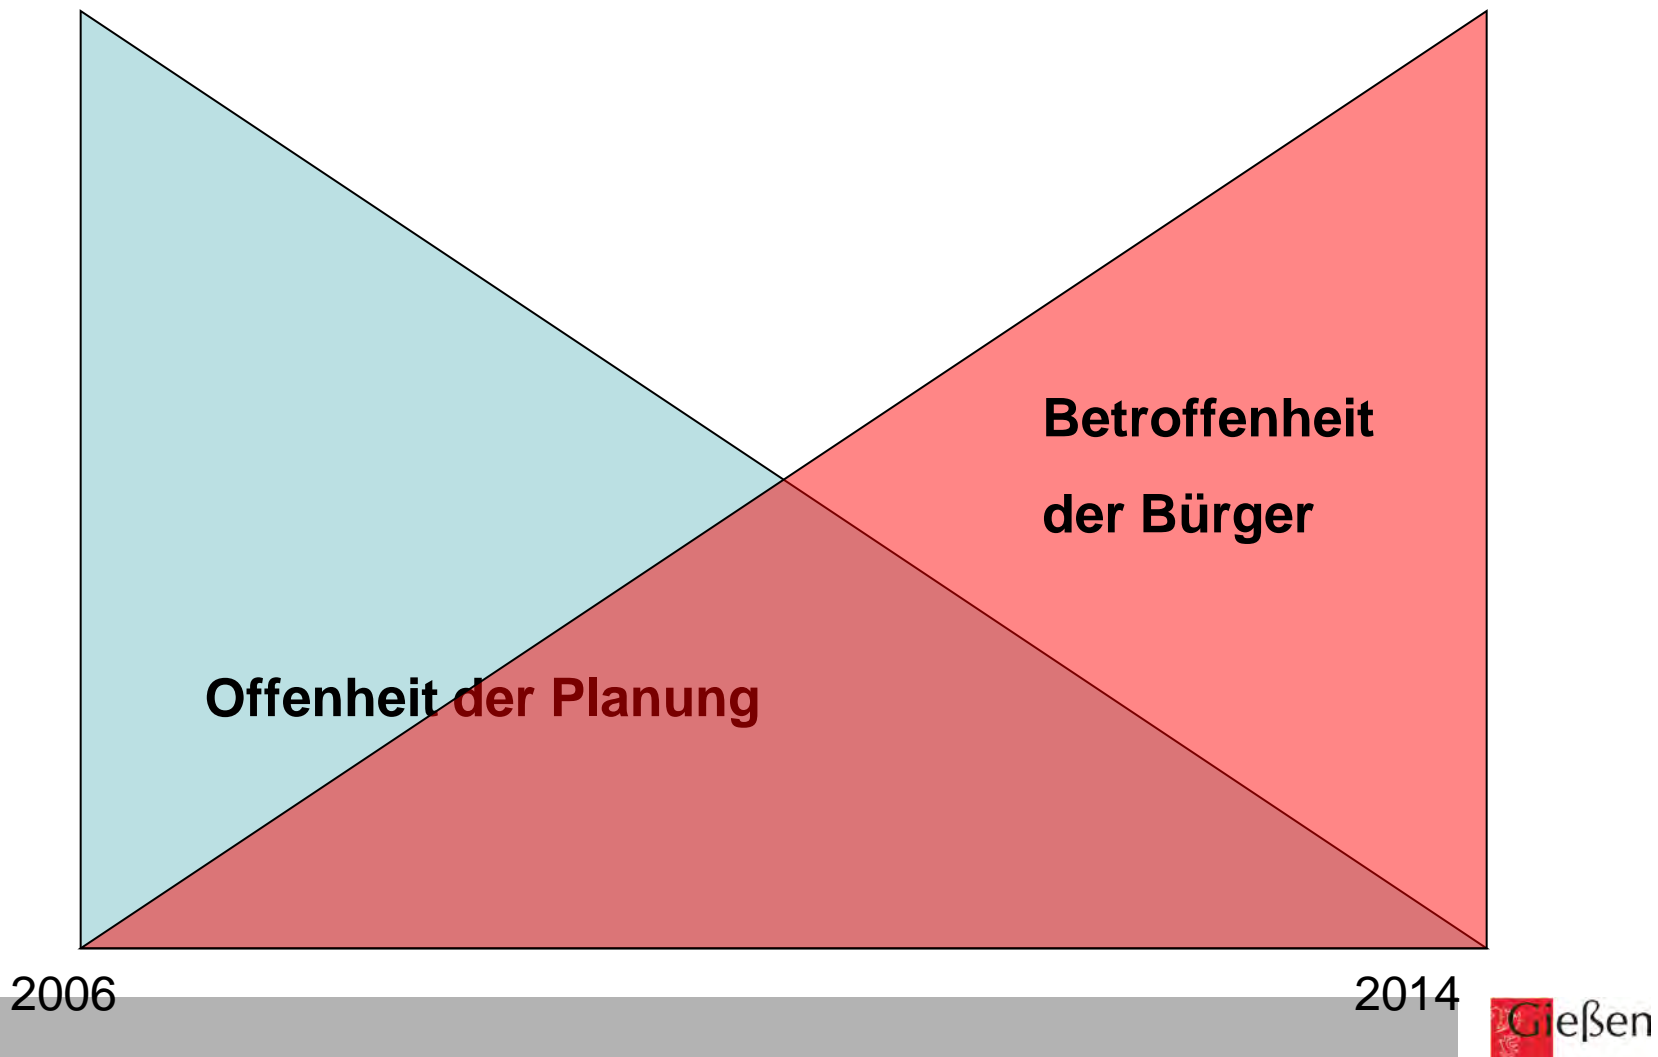 Betroffenheit
der Bürger
Offenheit der Planung
2006
2014
Gießen